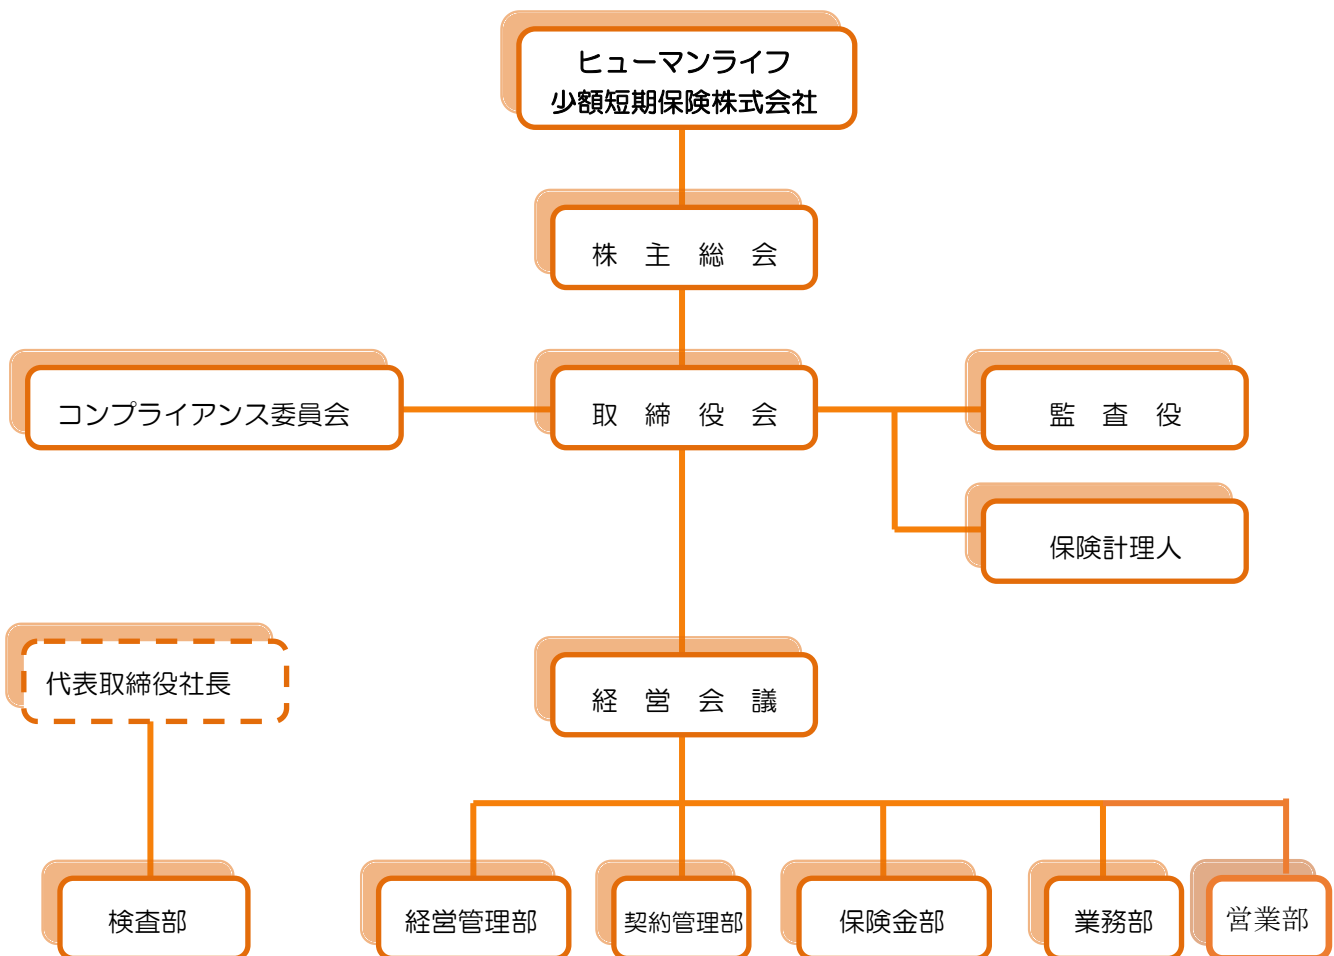 ヒューマンライフ
少額短期保険株式会社
株　主　総　会
コンプライアンス委員会
取　締　役　会
監　査　役
保険計理人
代表取締役社長
経　営　会　議
検査部
経営管理部
契約管理部
保険金部
業務部
営業部